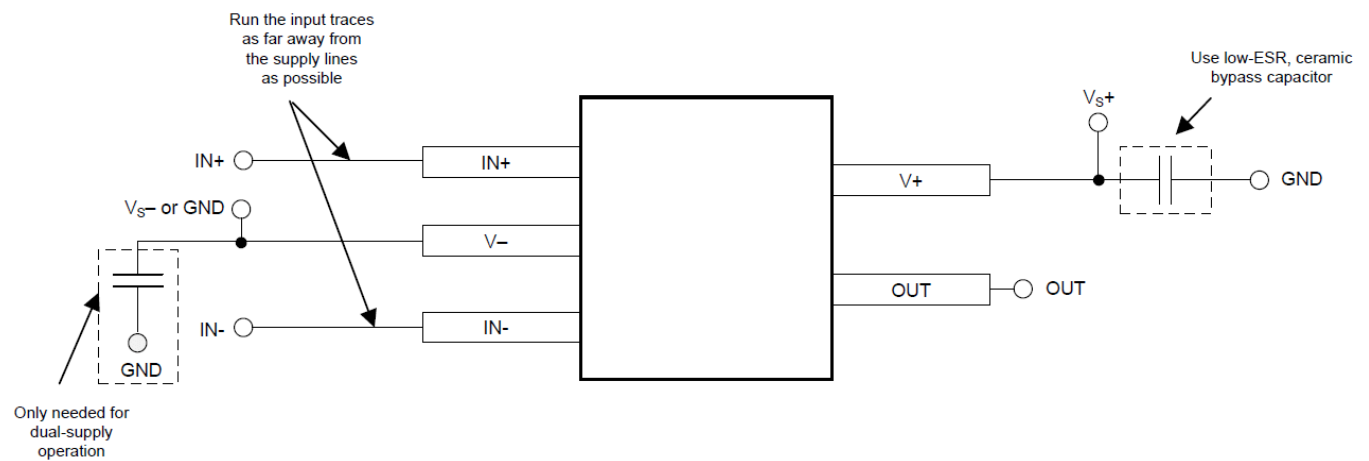 Run the input traces
as far away from
the supply lines
as possible
Use low-ESR, ceramic
bypass capacitor
VS+
IN+
IN+
V+
GND
VS– or GND
V–
OUT
OUT
IN-
IN-
GND
Only needed for
dual-supply
operation